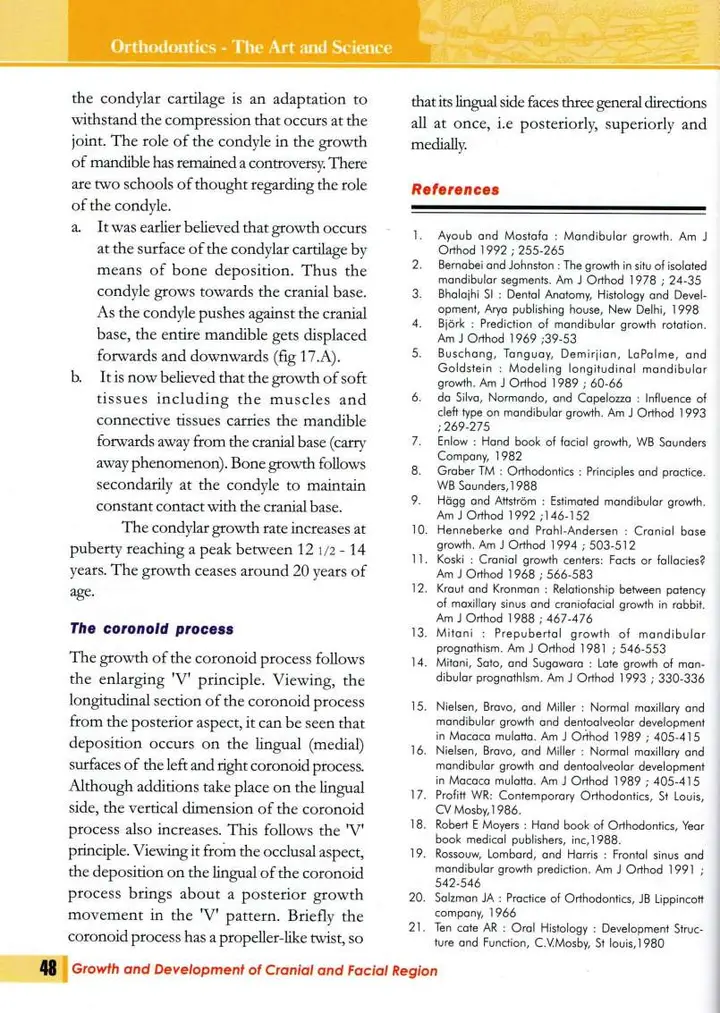 Orthodontics - The Art and Science
the condylar cartilage is an adaptation to
withstand the compression that occurs at the
joint. The role of the condyle in the growth
of mandible has remained a controversy. There
are two schools of thought regarding the role
of the condyle.
a. It was earlier believed that growth occurs
at the surface of the condylar cartilage by
means of bone deposition. Thus the
condyle grows towards the cranial base.
As the condyle pushes against the cranial
base, the entire mandible gets displaced
forwards and downwards (fig 17.A).
b. It is now believed that the growth of soft
tissues including the muscles and
connective tissues carries the mandible
forwards away from the cranial base (carry
away phenomenon). Bone growth follows
secondarily at the condyle to maintain
constant contact with the cranial base.
The condylar growth rate increases at
puberty reaching a peak between 12 1/2 - 14
years. The growth ceases around 20 years of
age.
The coronoid process
The growth of the coronoid process follows
the enlarging 'V' principle. Viewing, the
longitudinal section of the coronoid process
from the posterior aspect, it can be seen that
deposition occurs on the lingual (medial)
surfaces of the left and right coronoid process.
Although additions take place on the lingual
side, the vertical dimension of the coronoid
process also increases. This follows the 'V'
principle. Viewing it from the occlusal aspect,
the deposition on the lingual of the coronoid
process brings about a posterior growth
movement in the 'V' pattern. Briefly the
coronoid process has a propeller-like twist, so
that its lingual side faces three general directions
all at once, i.e posteriorly, superiorly and
medially.
References
1. Ayoub and Mostafa : Mandibular growth. Am J
Orthod 1992 ; 255-265
2. Bernabei and Johnston : The growth in situ of isolated
mandibular segments. Am J Orthod 1978 ; 24-35
3. Bhalajhi SI : Dental Anatomy, Histology and Devel-
opment, Arya publishing house, New Delhi, 1998
4. Björk : Prediction of mandibular growth rotation.
Am J Orthod 1969 ;39-53
5. Buschang, Tanguay, Demirjian, LaPalme, and
Goldstein : Modeling longitudinal mandibular
growth. Am J Orthod 1989 ; 60-66
6. da Silva, Normando, and Capelozza : Influence of
cleft type on mandibular growth. Am J Orthod 1993
; 269-275
7. Enlow : Hand book of facial growth, WB Saunders
Company, 1982
8. Graber TM : Orthodontics : Principles and practice.
WB Saunders,1988
9. Hägg and Attström : Estimated mandibular growth.
Am J Orthod 1992 ;146-152
10. Henneberke and Prahl-Andersen : Cranial base
growth. Am J Orthod 1994 ; 503-512
11. Koski : Cranial growth centers: Facts or fallacies?
Am J Orthod 1968 ; 566-583
12. Kraut and Kronman : Relationship between patency
of maxillary sinus and craniofacial growth in rabbit.
Am J Orthod 1988 ; 467-476
13. Mitani : Prepubertal growth of mandibular
prognathism. Am J Orthod 1981 ; 546-553
14. Mitani, Sato, and Sugawara : Late growth of man-
dibular prognathlsm. Am J Orthod 1993 ; 330-336
15. Nielsen, Bravo, and Miller : Normal maxillary and
mandibular growth and dentoalveolar development
in Macaca mulatta. Am J Orthod 1989 ; 405-415
16. Nielsen, Bravo, and Miller : Normal maxillary and
mandibular growth and dentoalveolar development
in Macaca mulatta. Am J Orthod 1989 ; 405-415
17. Profitt WR: Contemporary Orthodontics, St Louis,
CV Mosby,1986.
18. Robert E Moyers : Hand book of Orthodontics, Year
book medical publishers, inc,1988.
19. Rossouw, Lombard, and Harris : Frontal sinus and
mandibular growth prediction. Am J Orthod 1991 ;
542-546
20. Salzman JA : Practice of Orthodontics, JB Lippincott
company, 1966
21. Ten cate AR : Oral Histology : Development Struc-
ture and Function, C.V.Mosby, St louis,1980
48 Growth and Development of Cranial and Facial Region